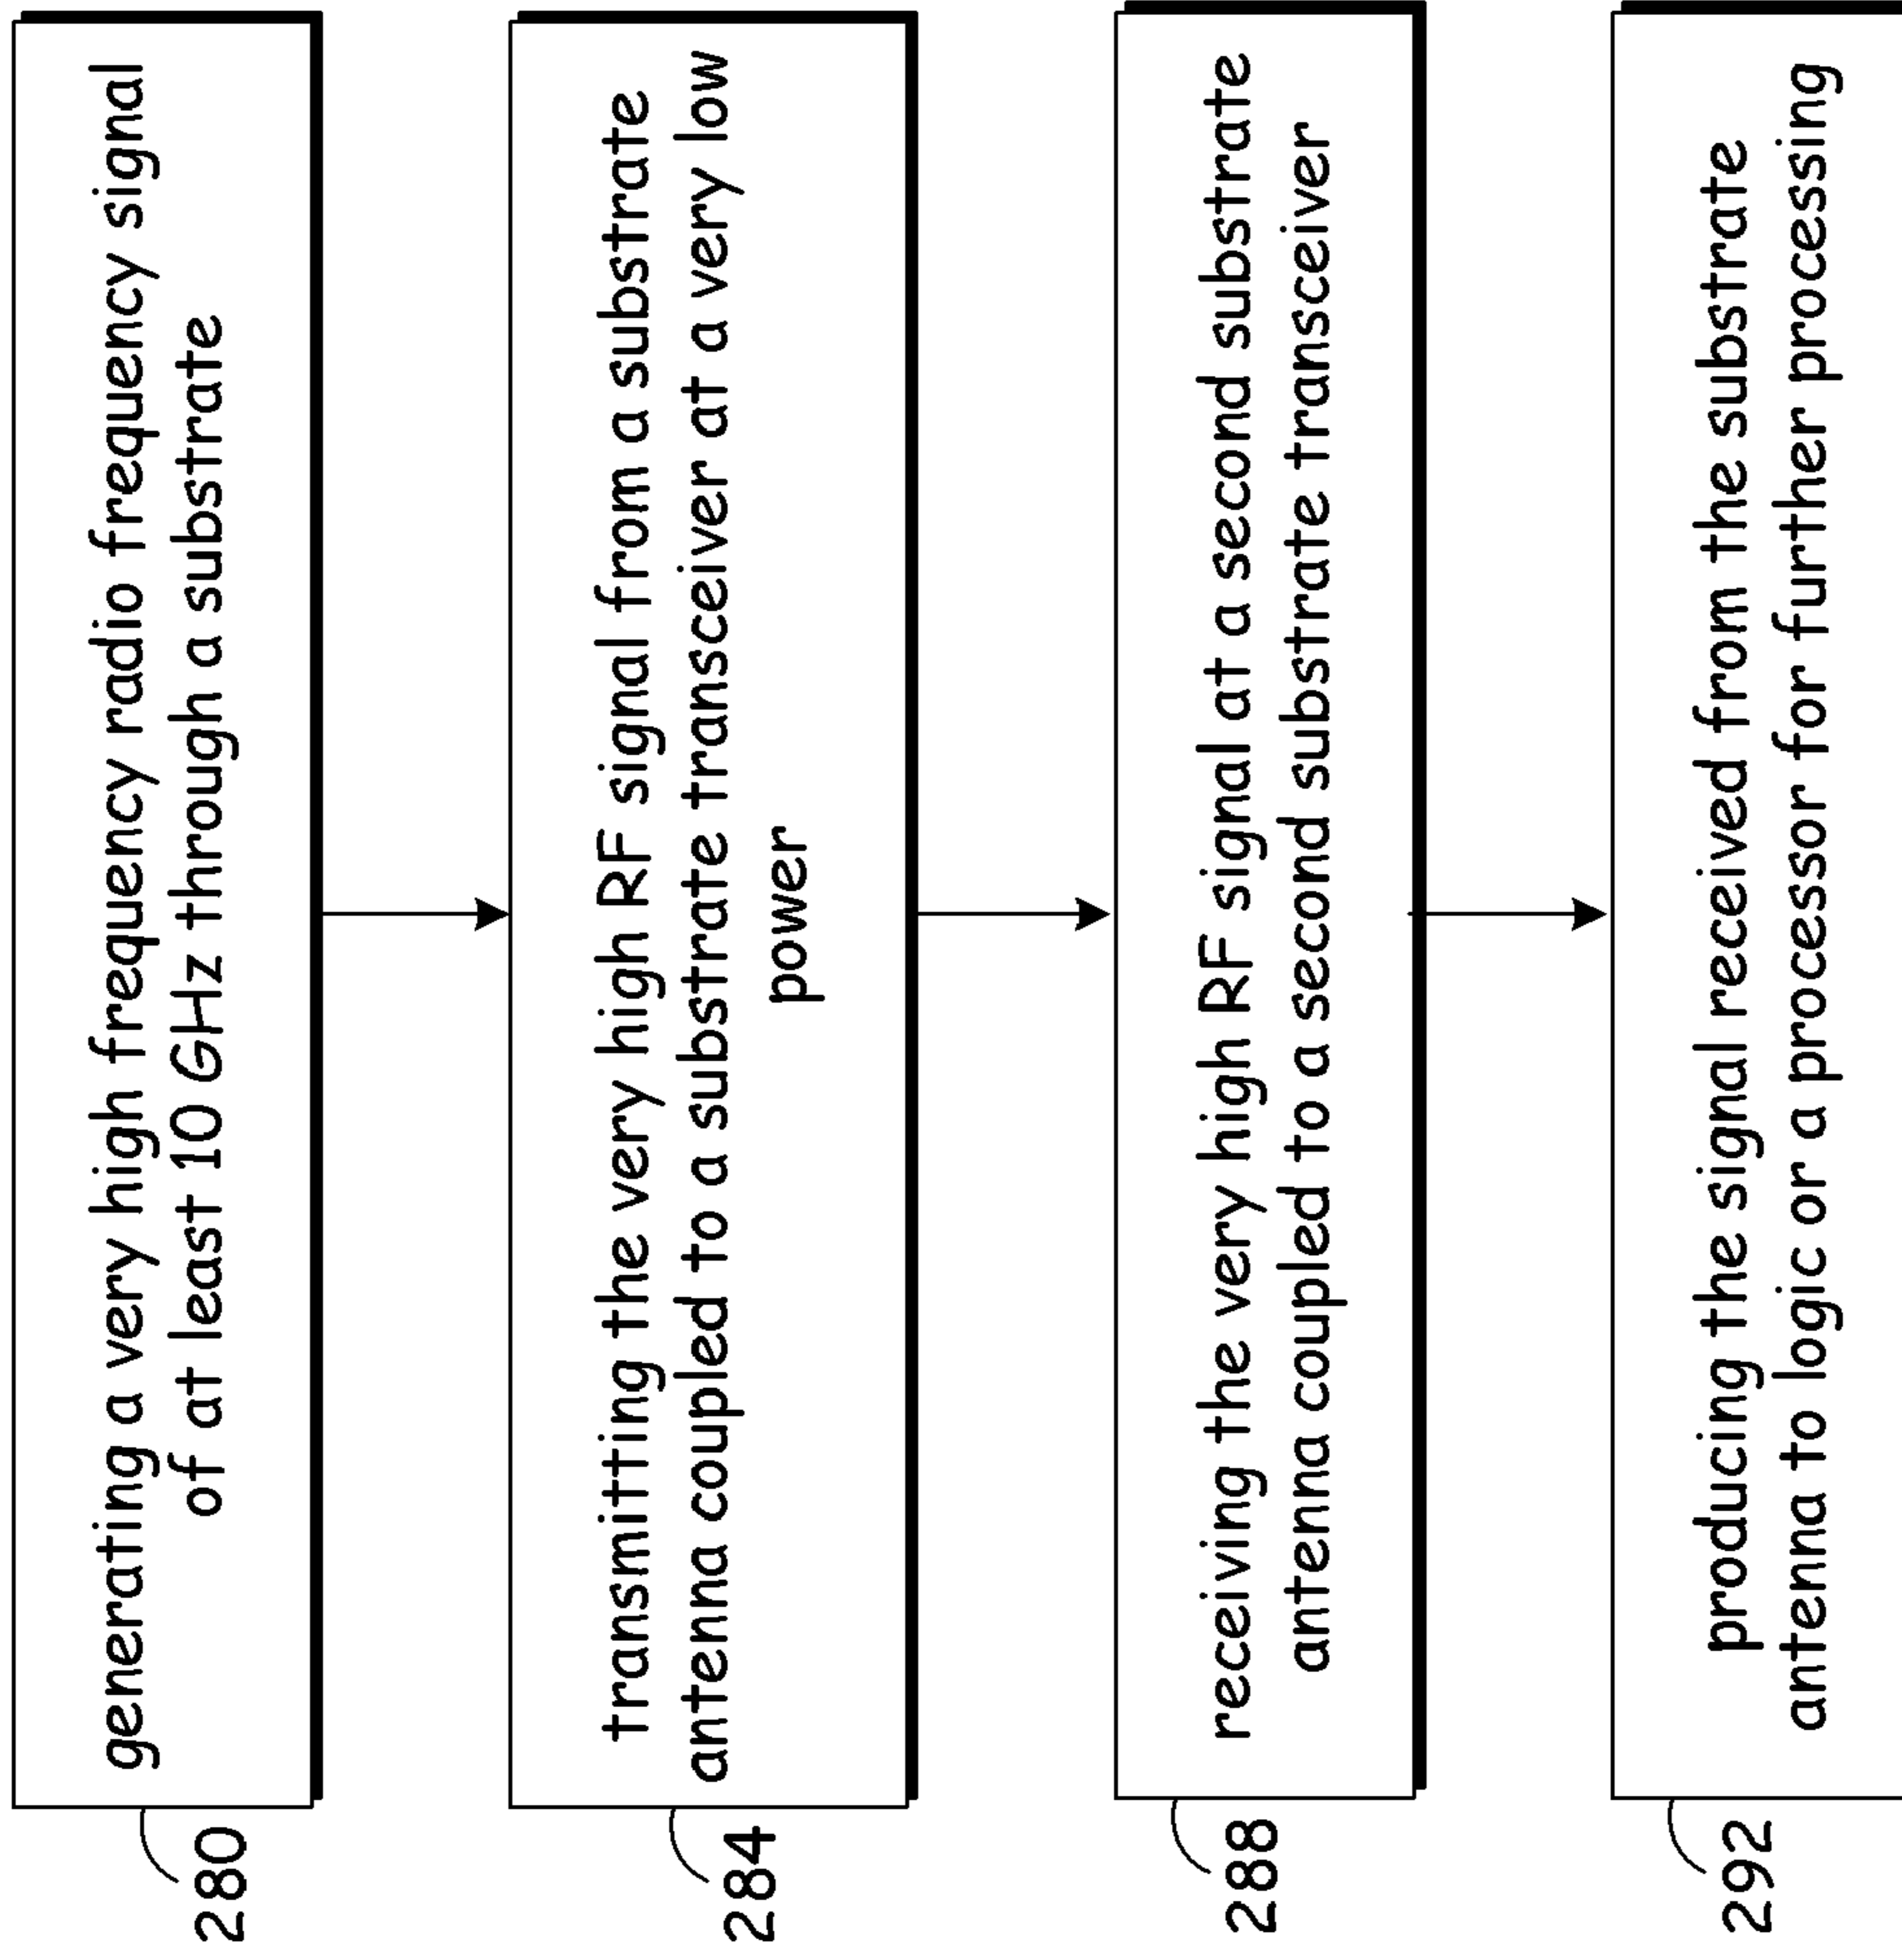 generating a very high frequency radio frequency signal
of at least 10 GHz through a substrate
280
transmitting the very high RF signal from a substrate
antenna coupled to a substrate transceiver at a very low
power
284
receiving the very high RF signal at a second substrate
antenna coupled to a second substrate transceiver
288
producing the signal received from the substrate
antenna to logic or a processor for further processing
292